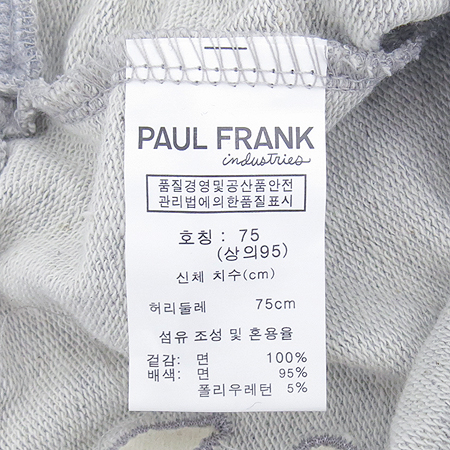 PAUL FRANK
industries
품질경영및공산품안전
관리법에의한품질표시
호칭 : 75
(상의95)
신체 치수(cm)
허리둘레 75cm
섬유 조성 및 혼용율
겉감: 면 100%
배색: 면 95%
폴리우레턴 5%